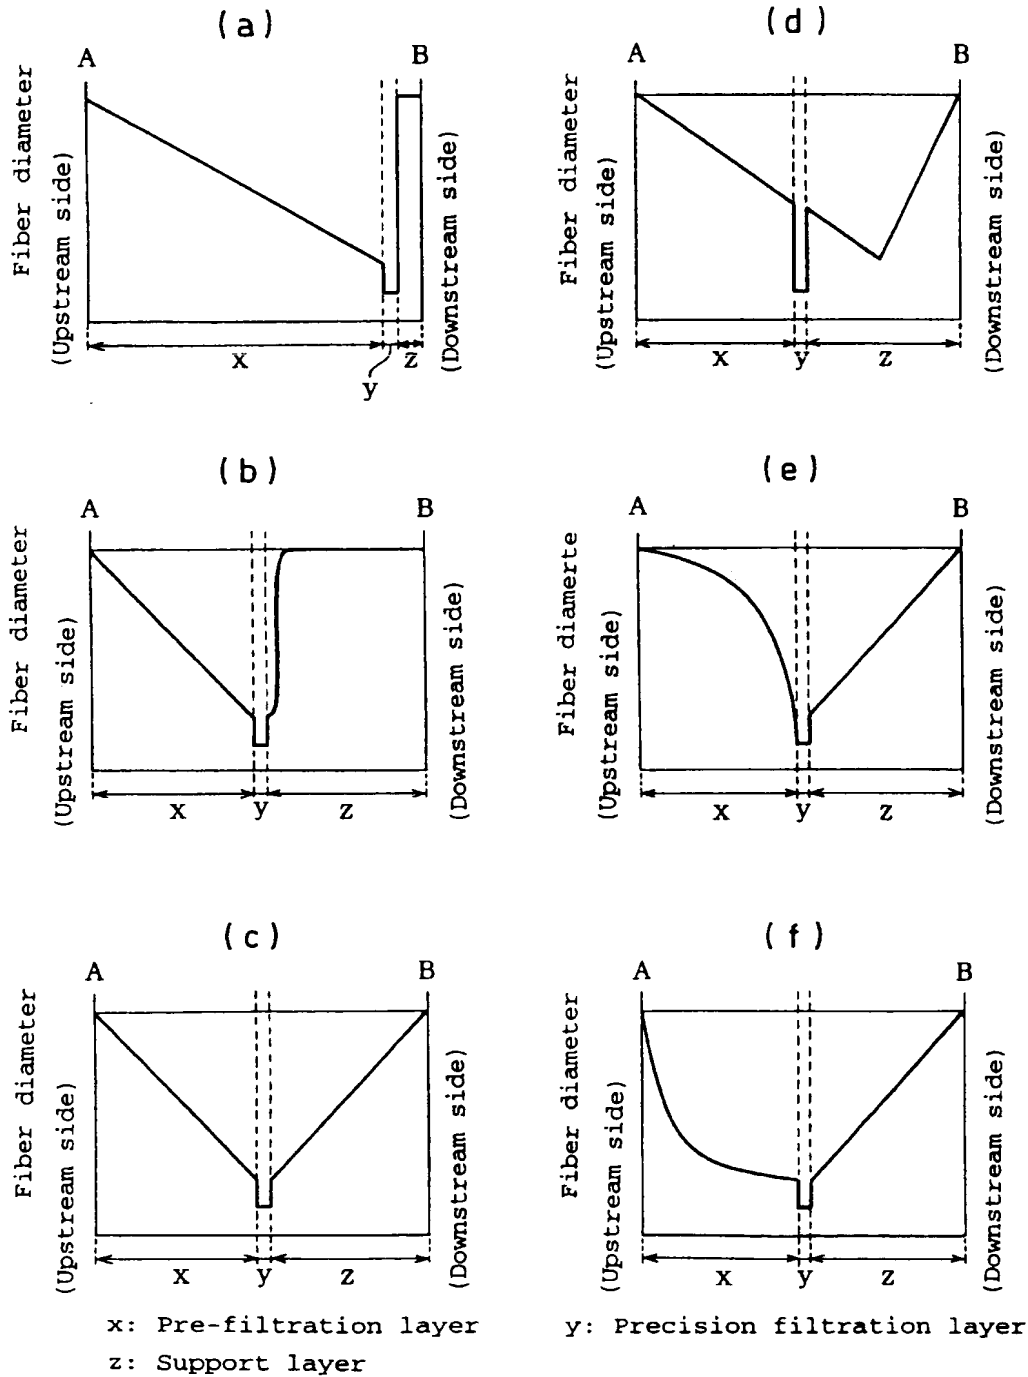 (a)
A B
Fiber diameter
(Upstream side)
(Downstream side)
x y z
(d)
A B
Fiber diameter
(Upstream side)
(Downstream side)
x y z
(b)
A B
Fiber diameter
(Upstream side)
(Downstream side)
x y z
(e)
A B
Fiber diamerte
(Upstream side)
(Downstream side)
x y z
(c)
A B
Fiber diameter
(Upstream side)
(Downstream side)
x y z
(f)
A B
Fiber diameter
(Upstream side)
(Downstream side)
x y z
x: Pre-filtration layer
y: Precision filtration layer
z: Support layer